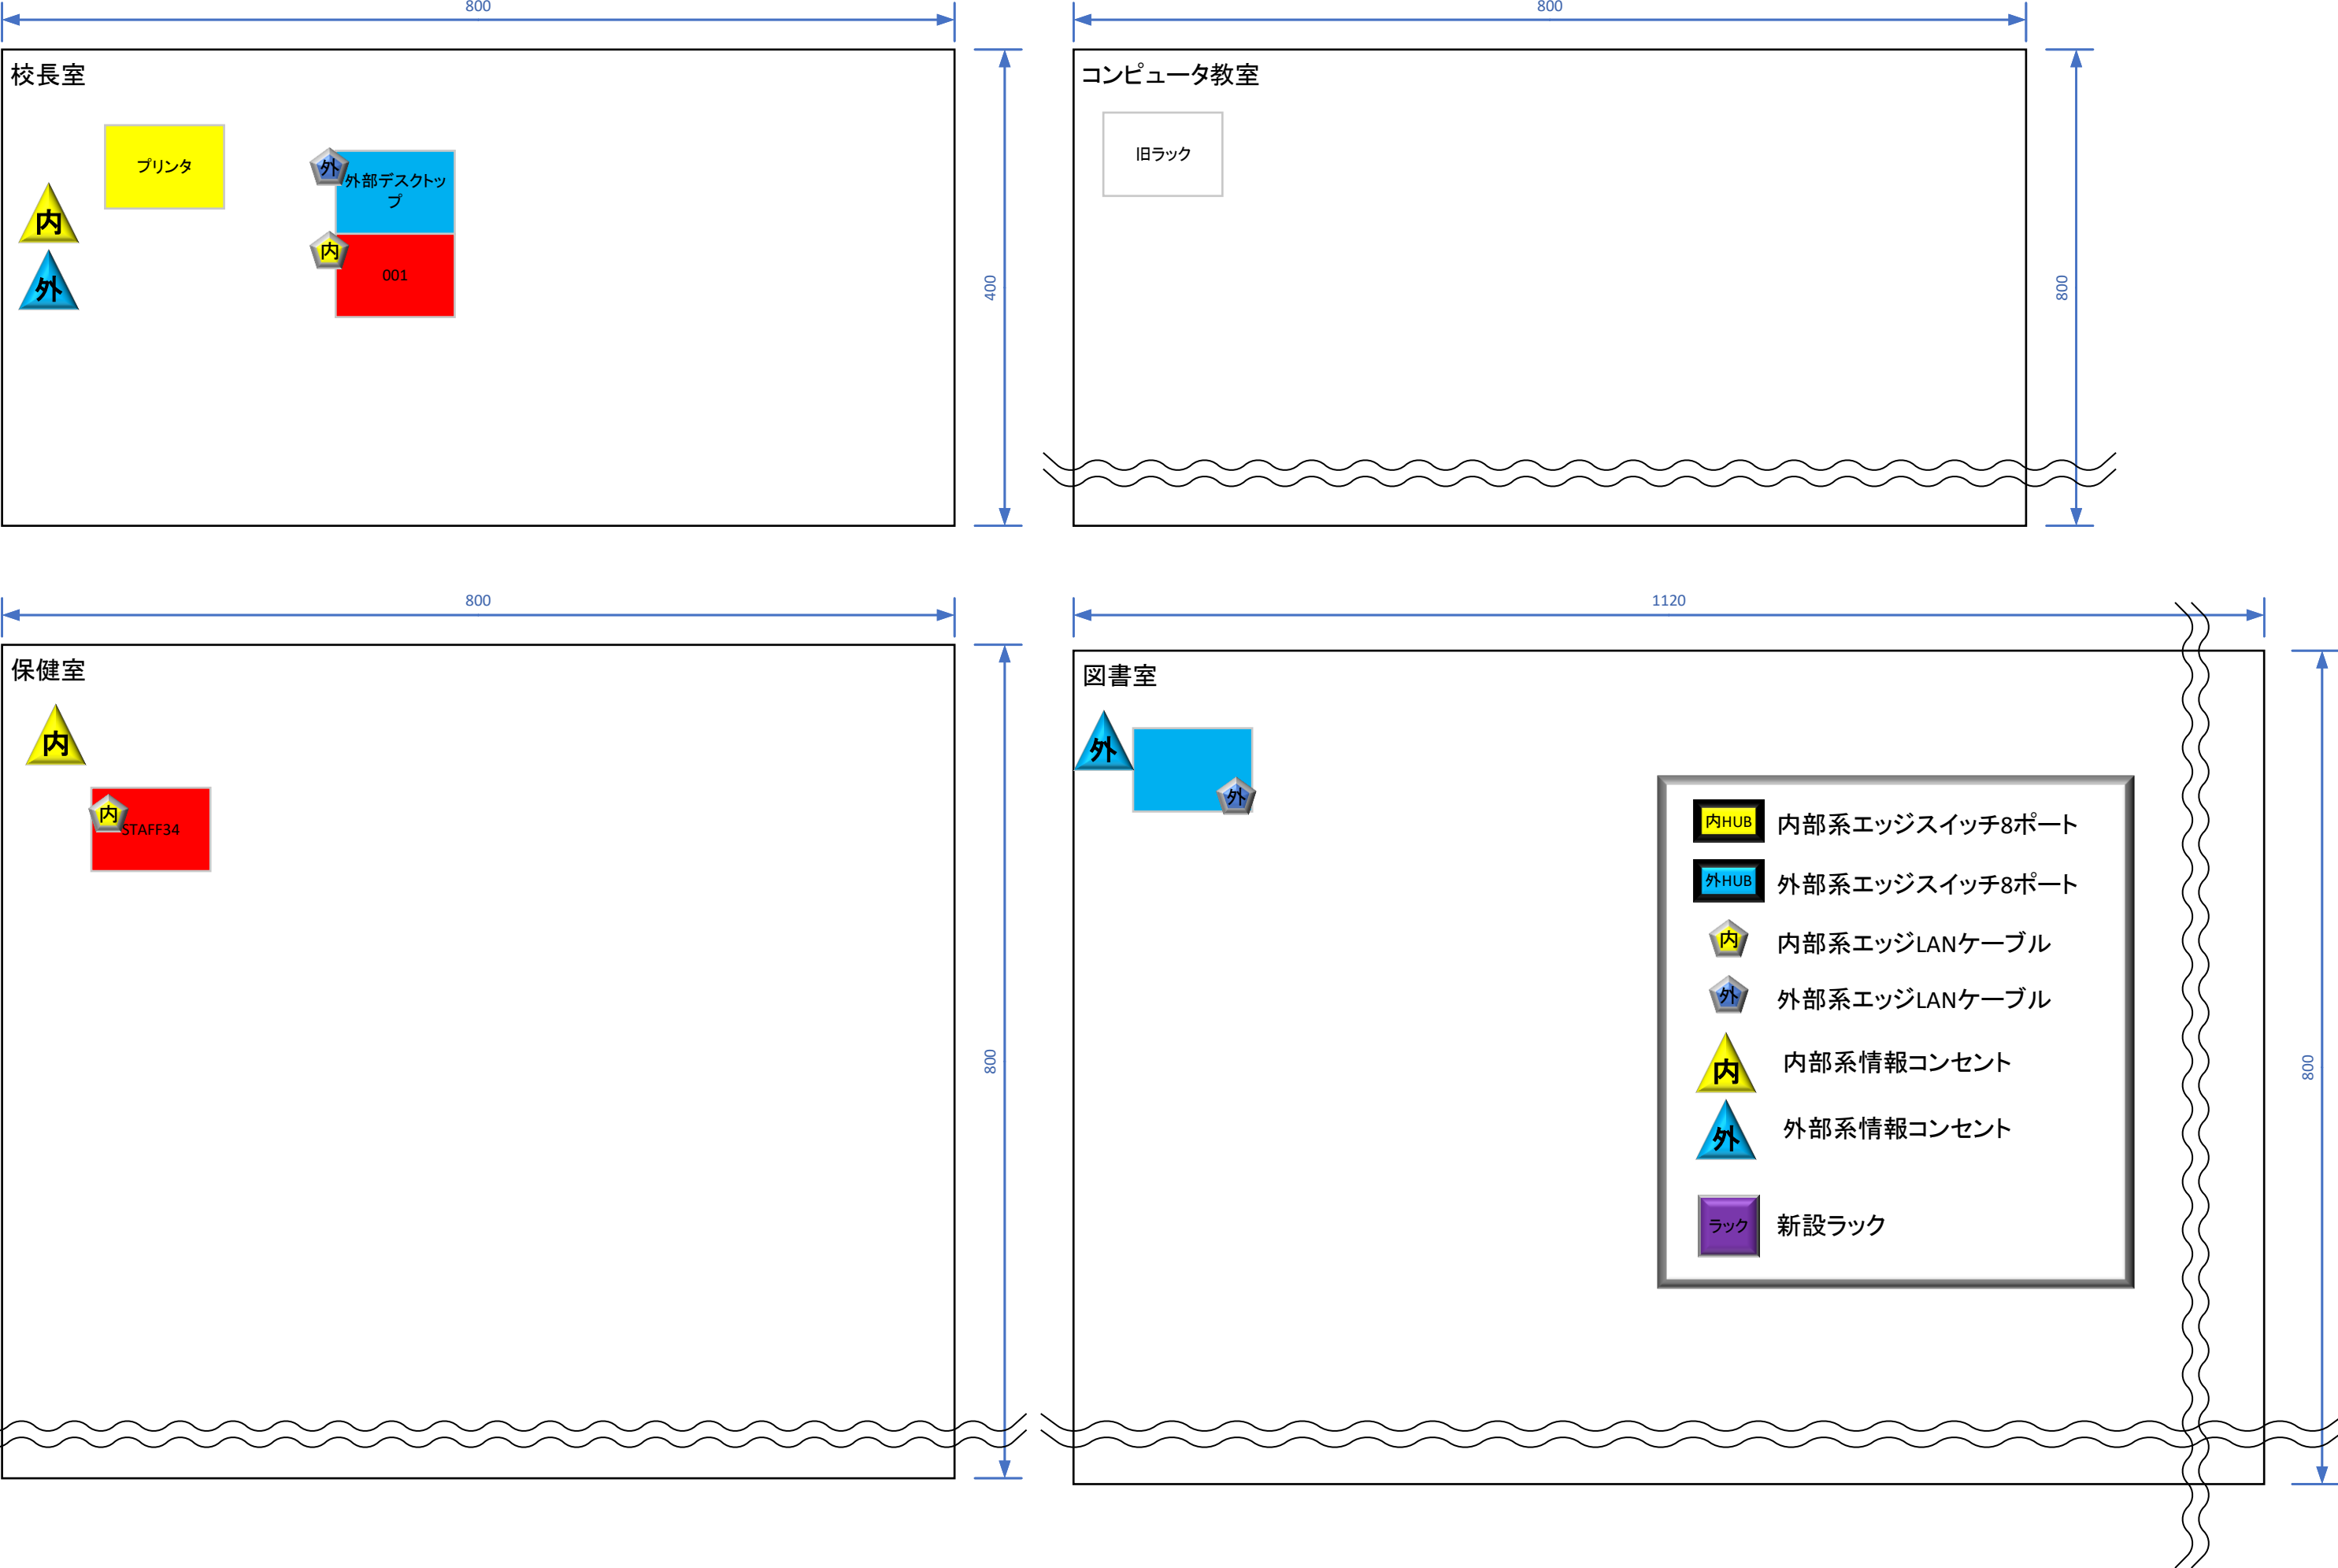 800
800
校長室
プリンタ
内
外
外
外部デスクトッ
プ
内
001
400
コンピュータ教室
旧ラック
800
800
1120
保健室
内
内
STAFF34
800
図書室
外
外
内HUB
内部系エッジスイッチ8ポート
外HUB
外部系エッジスイッチ8ポート
内
内部系エッジLANケーブル
外
外部系エッジLANケーブル
内
内部系情報コンセント
外
外部系情報コンセント
ラック
新設ラック
800